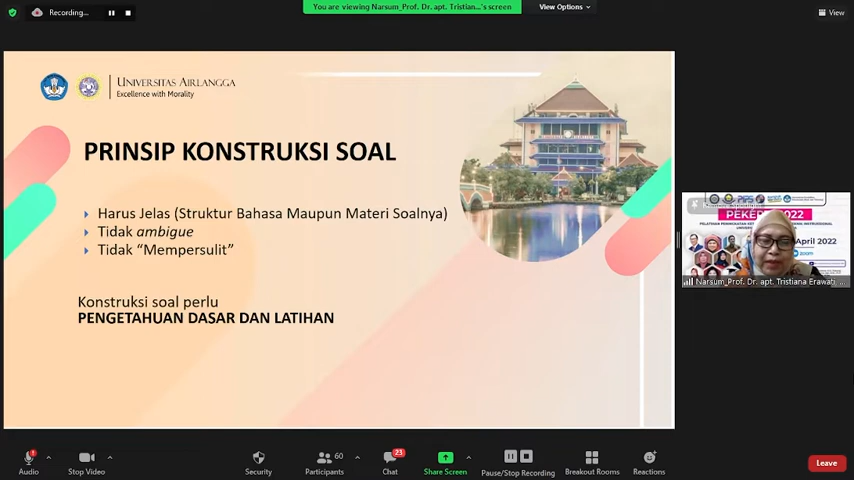 Recording...
You are viewing Narsum_Prof. Dr. apt. Tristian...'s screen
View Options
View
UNIVERSITAS AIRLANGGA
Excellence with Morality
PRINSIP KONSTRUKSI SOAL
Harus Jelas (Struktur Bahasa Maupun Materi Soalnya)
Tidak ambigue
Tidak “Mempersulit”
Konstruksi soal perlu
PENGETAHUAN DASAR DAN LATIHAN
PEKERTI 2022
April 2022
zoom
Narsum_Prof. Dr. apt. Tristiana Erawati, ...
Audio
Stop Video
Security
60
Participants
23
Chat
Share Screen
Pause/Stop Recording
Breakout Rooms
Reactions
Leave